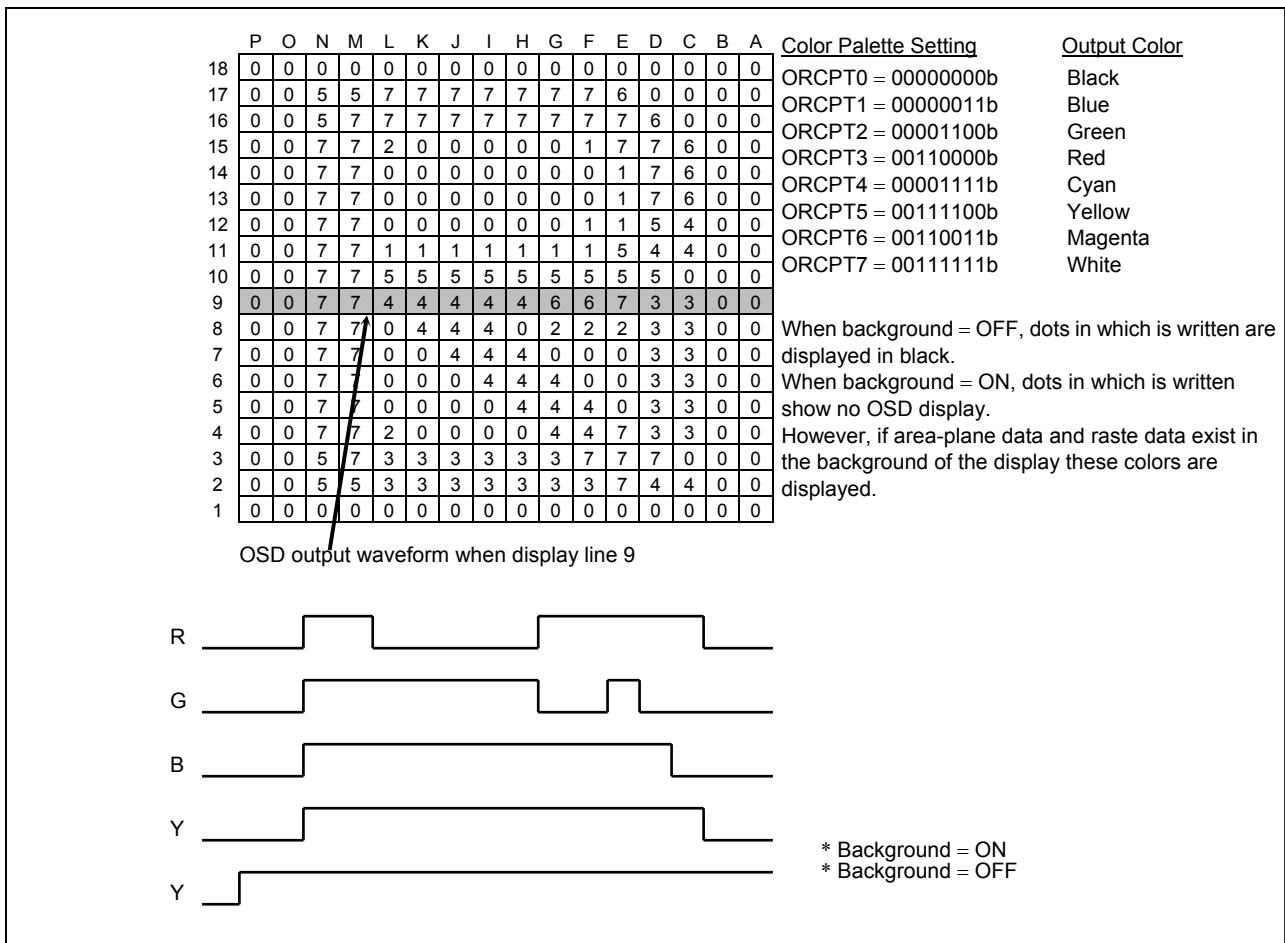 P O N M L K J I H G F E D C B A
18 0 0 0 0 0 0 0 0 0 0 0 0 0 0 0 0
17 0 0 5 5 7 7 7 7 7 7 7 6 0 0 0 0
16 0 0 5 7 7 7 7 7 7 7 7 7 6 0 0 0
15 0 0 7 7 2 0 0 0 0 0 1 7 7 6 0 0
14 0 0 7 7 0 0 0 0 0 0 0 1 7 6 0 0
13 0 0 7 7 0 0 0 0 0 0 0 1 7 6 0 0
12 0 0 7 7 0 0 0 0 0 0 1 1 5 4 0 0
11 0 0 7 7 1 1 1 1 1 1 1 5 4 4 0 0
10 0 0 7 7 5 5 5 5 5 5 5 5 5 0 0 0
9 0 0 7 7 4 4 4 4 4 6 6 7 3 3 0 0
8 0 0 7 7 0 4 4 4 0 2 2 2 3 3 0 0
7 0 0 7 7 0 0 4 4 4 0 0 0 3 3 0 0
6 0 0 7 7 0 0 0 4 4 4 0 0 3 3 0 0
5 0 0 7 7 0 0 0 0 4 4 4 0 3 3 0 0
4 0 0 7 7 2 0 0 0 0 4 4 7 3 3 0 0
3 0 0 5 7 3 3 3 3 3 3 7 7 7 0 0 0
2 0 0 5 5 3 3 3 3 3 3 3 7 4 4 0 0
1 0 0 0 0 0 0 0 0 0 0 0 0 0 0 0 0
Color Palette Setting Output Color
ORCPT0 = 00000000b Black
ORCPT1 = 00000011b Blue
ORCPT2 = 00001100b Green
ORCPT3 = 00110000b Red
ORCPT4 = 00001111b Cyan
ORCPT5 = 00111100b Yellow
ORCPT6 = 00110011b Magenta
ORCPT7 = 00111111b White
When background = OFF, dots in which is written are
displayed in black.
When background = ON, dots in which is written
show no OSD display.
However, if area-plane data and raste data exist in
the background of the display these colors are
displayed.
OSD output waveform when display line 9
R
G
B
Y
* Background = ON
* Background = OFF
Y